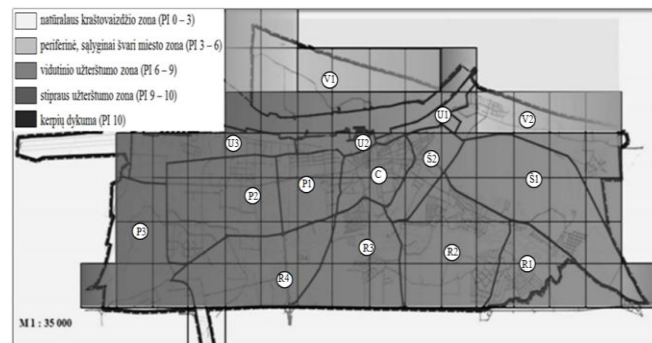 natūralaus kraštovaizdžio zona (PI 0 – 3)
periferinė, sąlyginai švari miesto zona (PI 3 – 6)
vidutinio užterštumo zona (PI 6 – 9)
stipraus užterštumo zona (PI 9 – 10)
kerpių dykuma (PI 10)
V1
U1
V2
U3
U2
Š2
C
Š1
P1
P2
P3
R3
R2
R1
R4
M 1 : 35 000